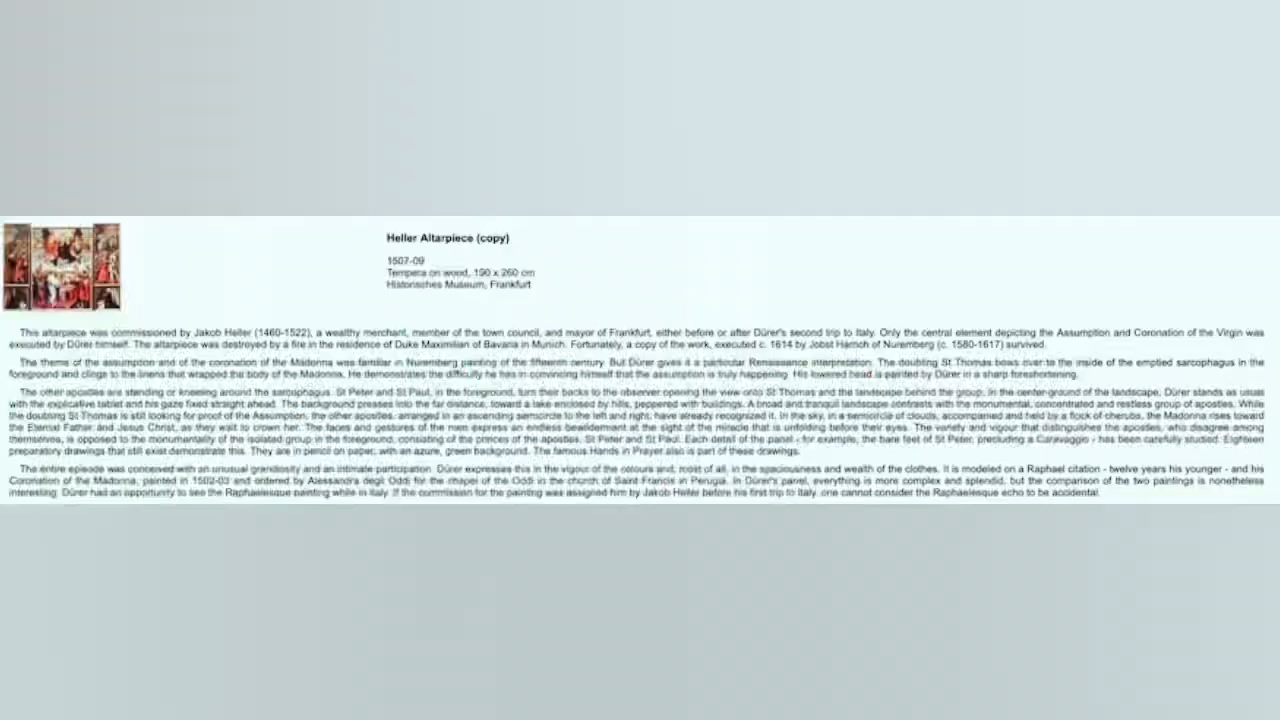 Heller Altarpiece (copy)
1507-09
Tempera on wood, 190 x 260 cm
Historisches Museum, Frankfurt
This altarpiece was commissioned by Jakob Heller (1460-1522), a wealthy merchant, member of the town council, and mayor of Frankfurt, either before or after Dürer's second trip to Italy. Only the central element depicting the Assumption and Coronation of the Virgin was
executed by Dürer himself. The altarpiece was destroyed by a fire in the residence of Duke Maximilian of Bavaria in Munich. Fortunately, a copy of the work, executed c. 1614 by Jobst Harrich of Nuremberg (c. 1580-1617) survived.
The theme of the assumption and of the coronation of the Madonna was familiar in Nuremberg painting of the fifteenth century. But Dürer gives it a particular Renaissance interpretation. The doubting St Thomas bows over to the inside of the emptied sarcophagus in the
foreground and clings to the linens that wrapped the body of the Madonna. He demonstrates the difficulty he has in convincing himself that the assumption is truly happening. His lowered head is painted by Dürer in a sharp foreshortening.
The other apostles are standing or kneeling around the sarcophagus. St Peter and St Paul, in the foreground, turn their backs to the observer opening the view onto St Thomas and the landscape behind the group. In the center-ground of the landscape, Dürer stands as usual
with the explicative tablet and his gaze fixed straight ahead. The background presses into the far distance, toward a lake enclosed by hills, peppered with buildings. A broad and tranquil landscape contrasts with the monumental, concentrated and restless group of apostles. While
the doubting St Thomas is still looking for proof of the Assumption, the other apostles, arranged in an ascending semicircle to the left and right, have already recognized it. In the sky, in a semicircle of clouds, accompanied and held by a flock of cherubs, the Madonna rises toward
the Eternal Father and Jesus Christ, as they wait to crown her. The faces and gestures of the men express an endless bewilderment at the sight of the miracle that is unfolding before their eyes. The variety and vigour that distinguishes the apostles, who disagree among
themselves, is opposed to the monumentality of the isolated group in the foreground, consisting of the princes of the apostles, St Peter and St Paul. Each detail of the panel - for example, the bare feet of St Peter, precluding a Caravaggio - has been carefully studied. Eighteen
preparatory drawings that still exist demonstrate this. They are in pencil on paper, with an azure, green background. The famous Hands in Prayer also is part of these drawings.
The entire episode was conceived with an unusual grandiosity and an intimate participation. Dürer expresses this in the vigour of the colours and, most of all, in the spaciousness and wealth of the clothes. It is modeled on a Raphael citation - twelve years his younger - and his
Coronation of the Madonna, painted in 1502-03 and ordered by Alessandra degli Oddi for the chapel of the Oddi in the church of Saint Francis in Perugia. In Dürer's panel, everything is more complex and splendid, but the comparison of the two paintings is nonetheless
interesting: Dürer had an opportunity to see the Raphaelesque painting while in Italy. If the commission for the painting was assigned him by Jakob Heller before his first trip to Italy, one cannot consider the Raphaelesque echo to be accidental.